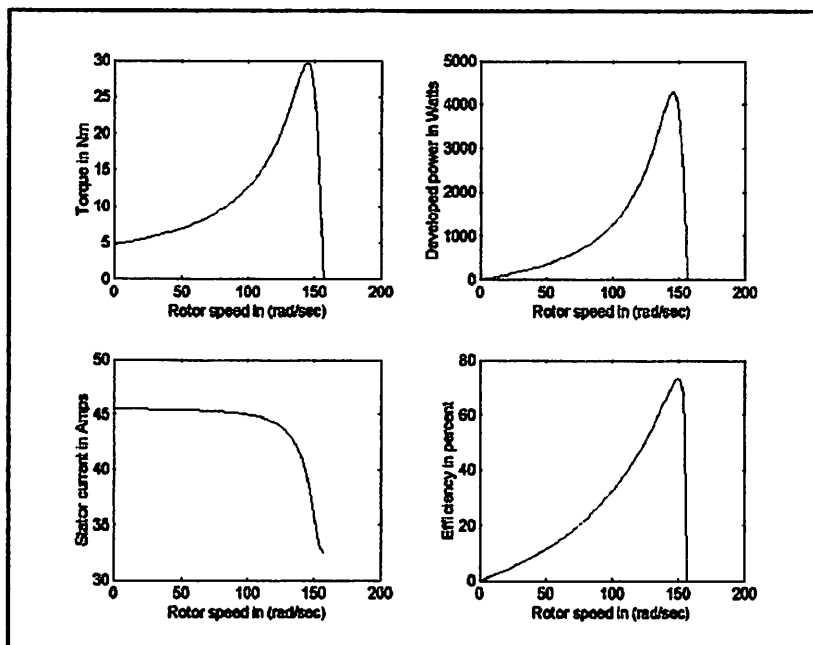 Torque in Nm
30
25
20
15
10
5
0
0 50 100 150 200
Rotor speed in (rad/sec)
Developed power in Watts
5000
4000
3000
2000
1000
0
0 50 100 150 200
Rotor speed in (rad/sec)
Stator current in Amps
50
45
40
35
30
0 50 100 150 200
Rotor speed in (rad/sec)
Efficiency in percent
80
60
40
20
0
0 50 100 150 200
Rotor speed in (rad/sec)